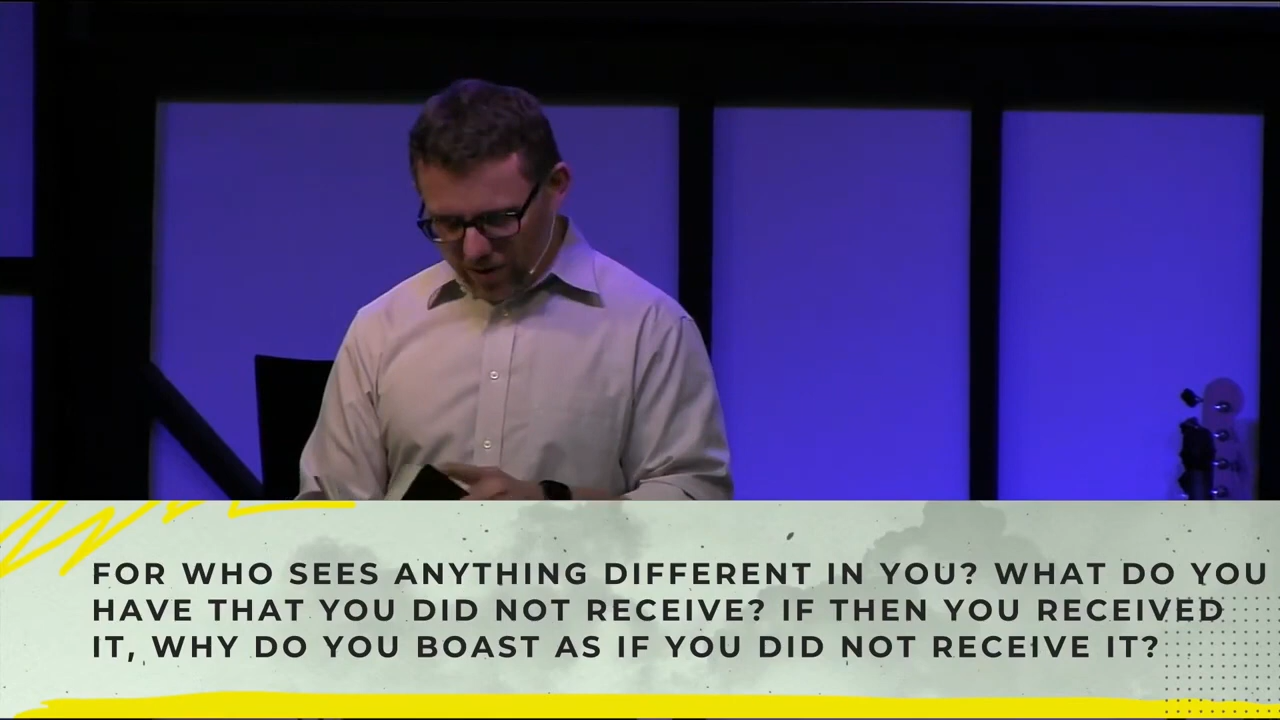 FOR WHO SEES ANYTHING DIFFERENT IN YOU? WHAT DO YOU
HAVE THAT YOU DID NOT RECEIVE? IF THEN YOU RECEIVED
IT, WHY DO YOU BOAST AS IF YOU DID NOT RECEIVE IT?